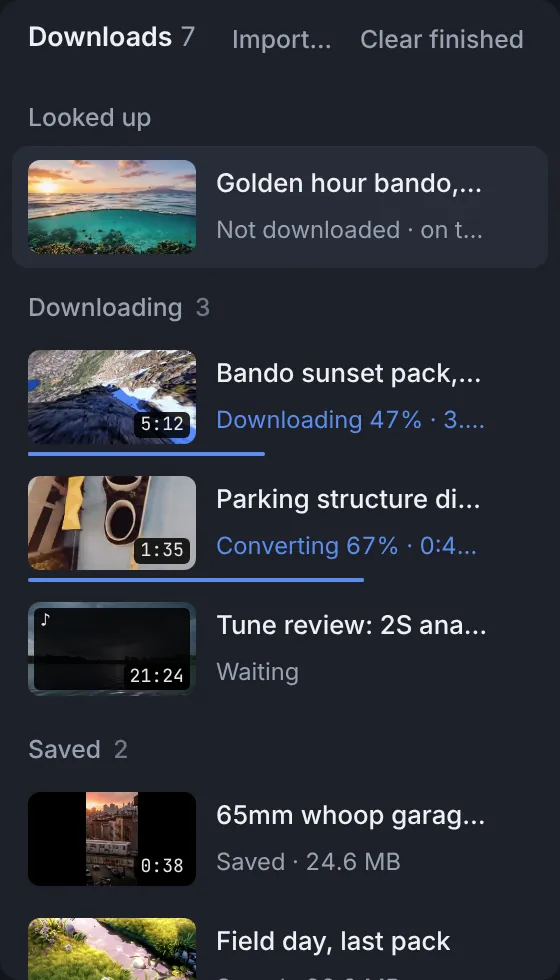 Downloads 7 Import... Clear finished
Looked up
Golden hour bando,...
Not downloaded · on t...
Downloading 3
Bando sunset pack,...
5:12
Downloading 47% · 3....
Parking structure di...
1:35
Converting 67% · 0:4...
Tune review: 2S ana...
21:24
Waiting
Saved 2
65mm whoop garag...
0:38
Saved · 24.6 MB
Field day, last pack